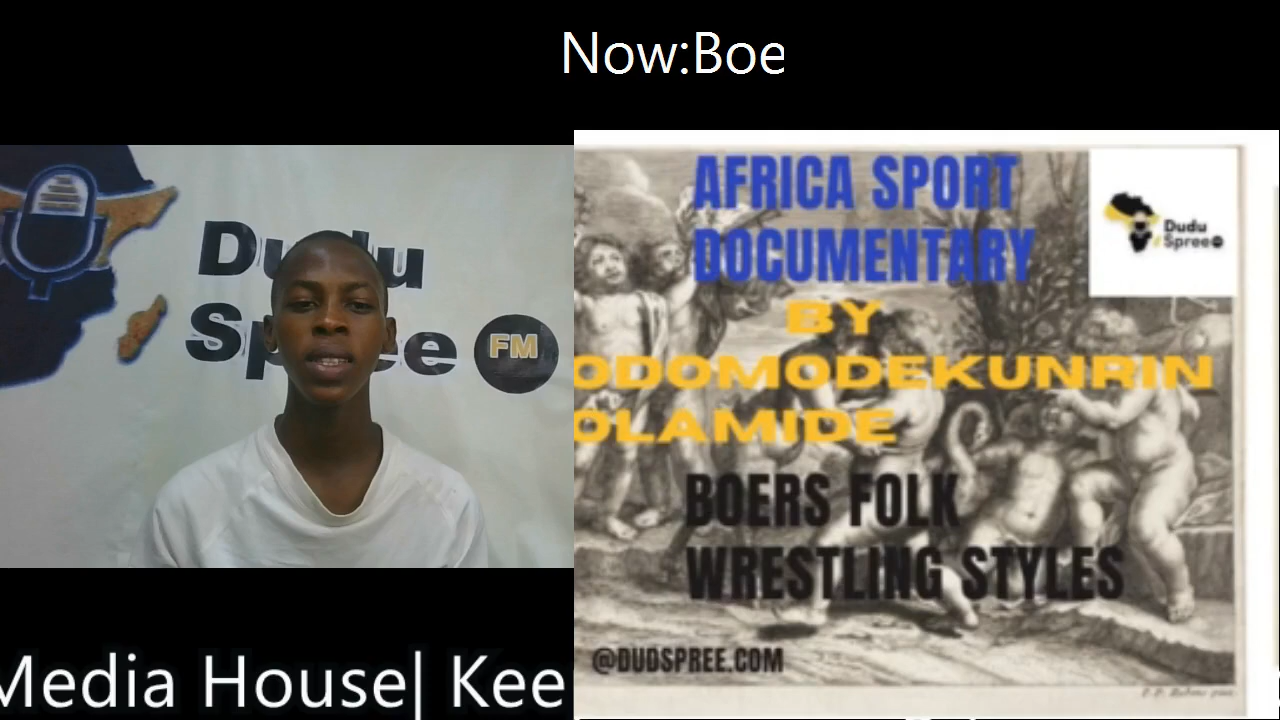 Now:Boe
Dudu
Spree
FM
AFRICA SPORT
DOCUMENTARY
BY
ODOMODEKUNRIN
OLAMIDE
Dudu
Spree
BOERS FOLK
WRESTLING STYLES
@DUDSPREE.COM
Media House| Kee